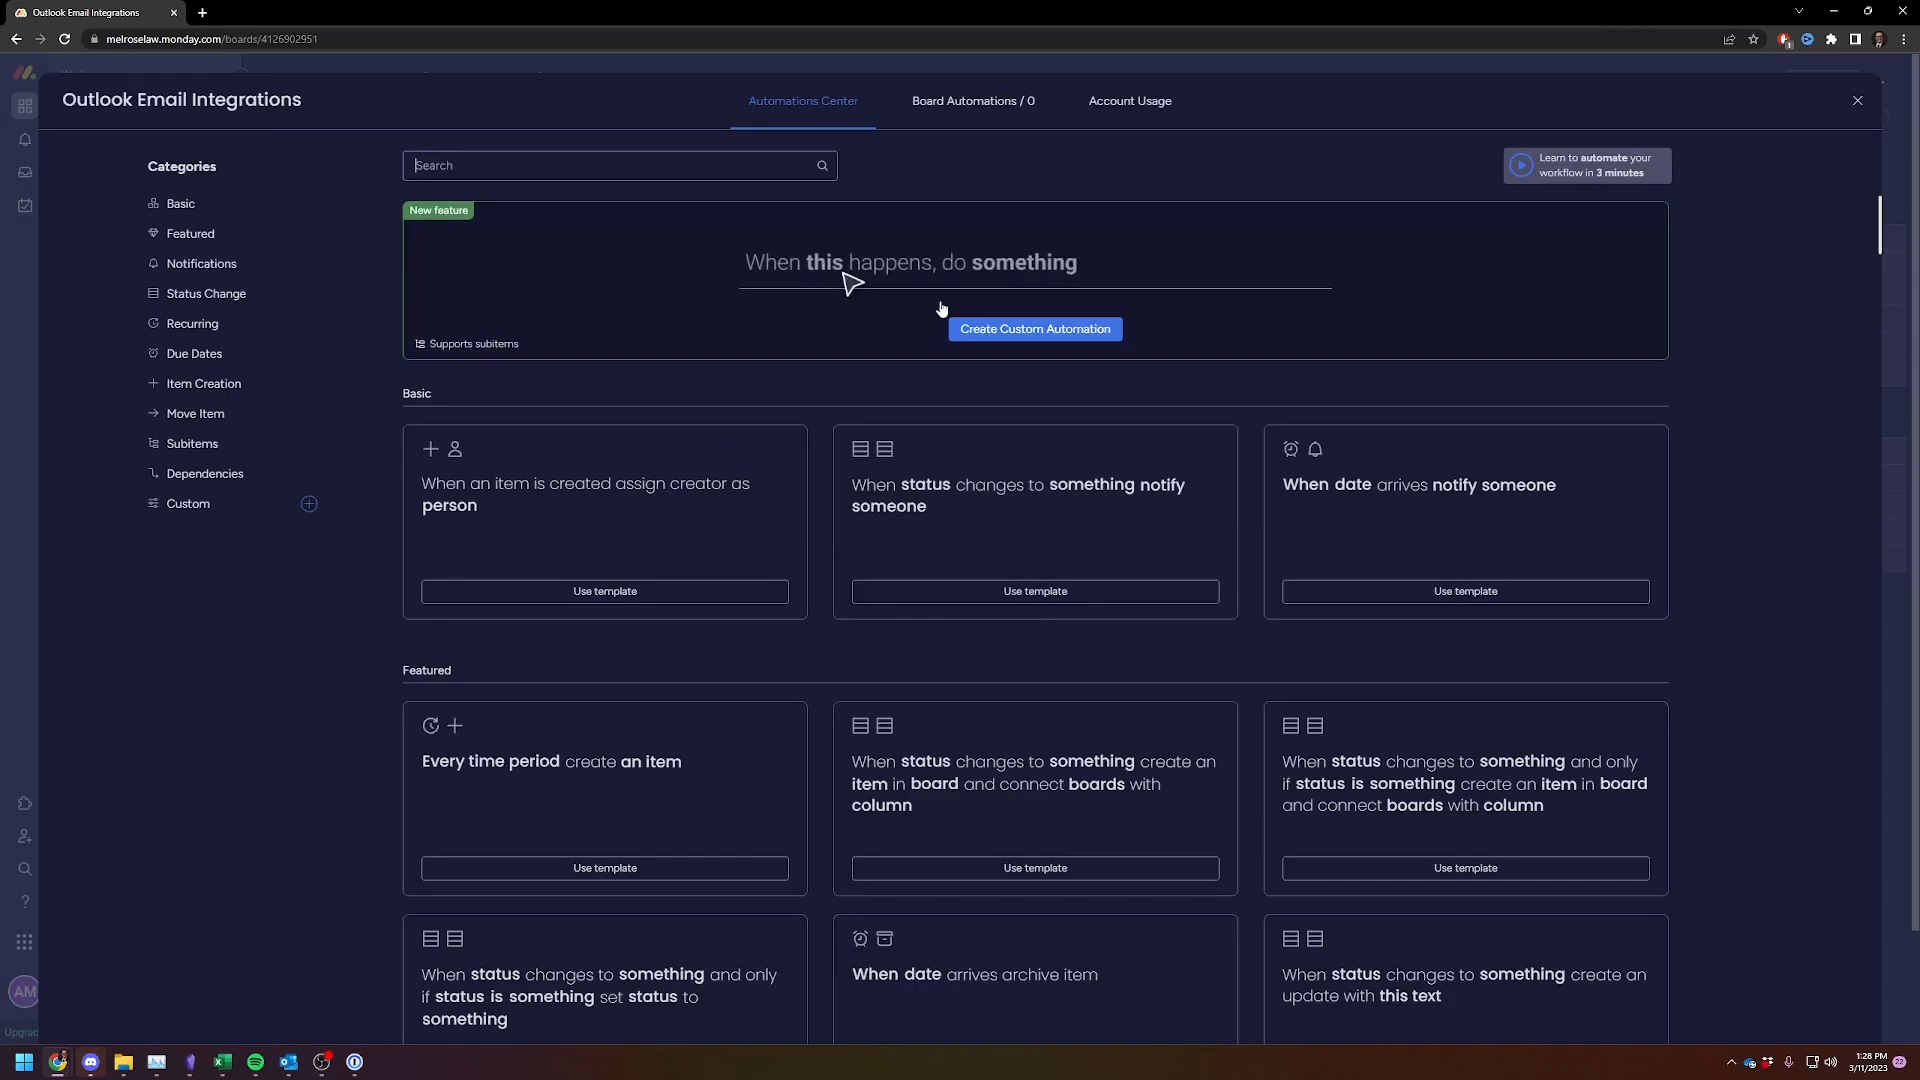 Outlook Email Integrations
melroselaw.monday.com/boards/4126902951
Outlook Email Integrations
Automations Center
Board Automations / 0
Account Usage
Categories
Basic
Featured
Notifications
Status Change
Recurring
Due Dates
Item Creation
Move Item
Subitems
Dependencies
Custom
Search
Learn to automate your
workflow in 3 minutes
New feature
When this happens, do something
Create Custom Automation
Supports subitems
Basic
When an item is created assign creator as
person
Use template
When status changes to something notify
someone
Use template
When date arrives notify someone
Use template
Featured
Every time period create an item
Use template
When status changes to something create an
item in board and connect boards with
column
Use template
When status changes to something and only
if status is something create an item in board
and connect boards with column
Use template
When status changes to something and only
if status is something set status to
something
When date arrives archive item
When status changes to something create an
update with this text
AM
Upgrad
1:28 PM
3/11/2023
22